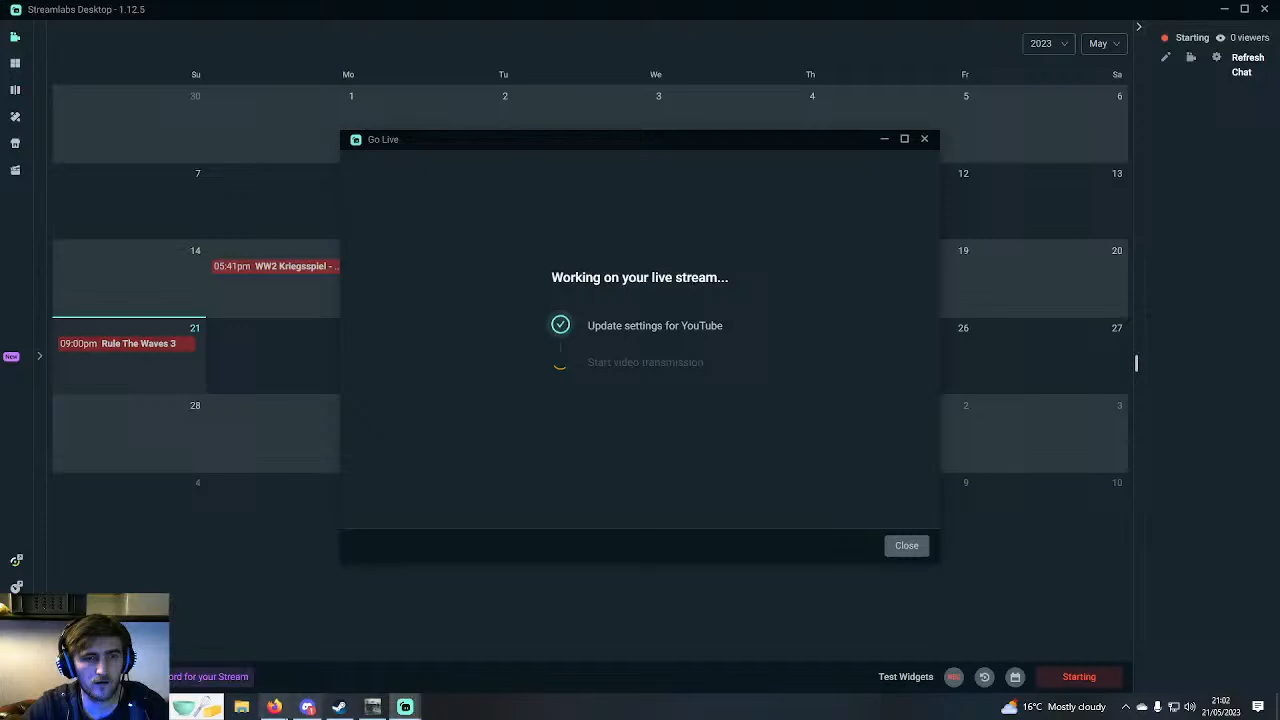 Streamlabs Desktop - 1.12.5
Starting 0 viewers
2023 May
Refresh
Chat
Su Mo Tu We Th Fr Sa
30 1 2 3 4 5 6
Go Live
7 12 13
14 19 20
05:41pm WW2 Kriegsspiel - ..
Working on your live stream...
Update settings for YouTube
21 26 27
09:00pm Rule The Waves 3
New
Start video transmission
28 2 3
4 9 10
Close
ord for your Stream
Test Widgets REC Starting
15°C Mostly cloudy
21:02
21/05/2023